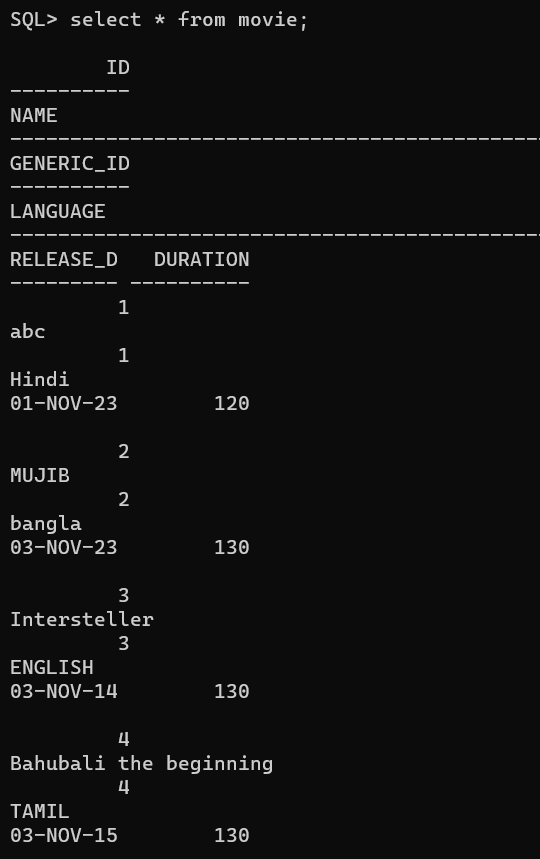 SQL> select * from movie;
        ID
----------
NAME
--------------------------------------------
GENERIC_ID
----------
LANGUAGE
--------------------------------------------
RELEASE_D   DURATION
--------- ----------
         1
abc
         1
Hindi
01-NOV-23        120
         2
MUJIB
         2
bangla
03-NOV-23        130
         3
Intersteller
         3
ENGLISH
03-NOV-14        130
         4
Bahubali the beginning
         4
TAMIL
03-NOV-15        130